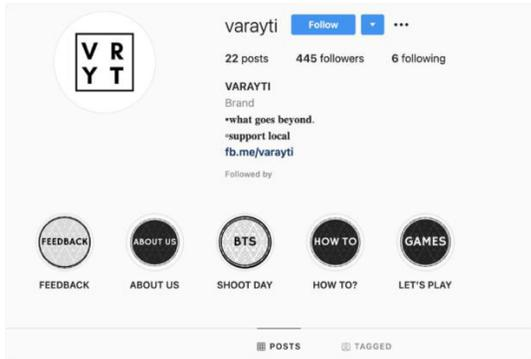 V R
Y T
varayti Follow
22 posts 445 followers 6 following
VARAYTI
Brand
•what goes beyond.
•support local
fb.me/varayti
Followed by
FEEDBACK ABOUT US BTS HOW TO GAMES
FEEDBACK ABOUT US SHOOT DAY HOW TO? LET'S PLAY
POSTS TAGGED